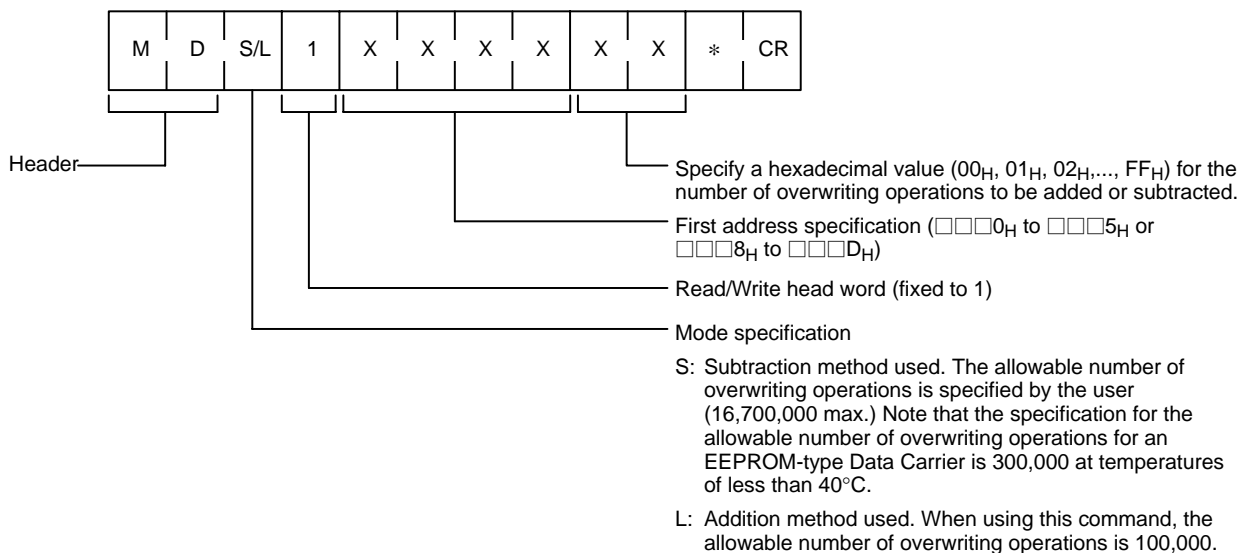 M D S/L 1 X X X X X X * CR
Header
Specify a hexadecimal value (00H, 01H, 02H,..., FFH) for the
number of overwriting operations to be added or subtracted.
First address specification (□□□0H to □□□5H or
□□□8H to □□□DH)
Read/Write head word (fixed to 1)
Mode specification
S: Subtraction method used. The allowable number of
overwriting operations is specified by the user
(16,700,000 max.) Note that the specification for the
allowable number of overwriting operations for an
EEPROM-type Data Carrier is 300,000 at temperatures
of less than 40°C.
L: Addition method used. When using this command, the
allowable number of overwriting operations is 100,000.